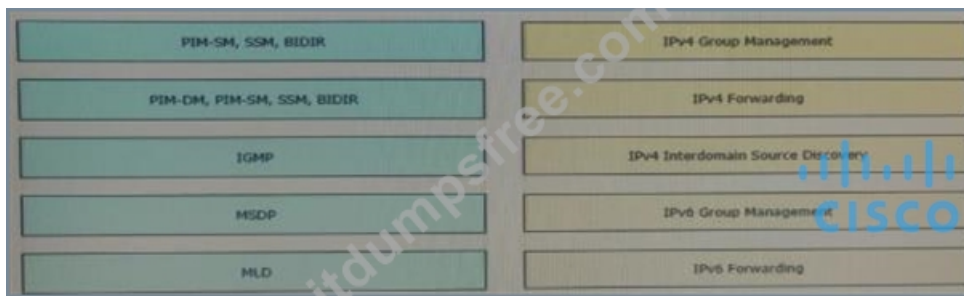 PIM-SM, SSM, BIDIR
PIM-DM, PIM-SM, SSM, BIDIR
IGMP
MSDP
MLD
IPv4 Group Management
IPv4 Forwarding
IPv4 Interdomain Source Discovery
IPv6 Group Management
IPv6 Forwarding
itdumpsfree.com
CISCO